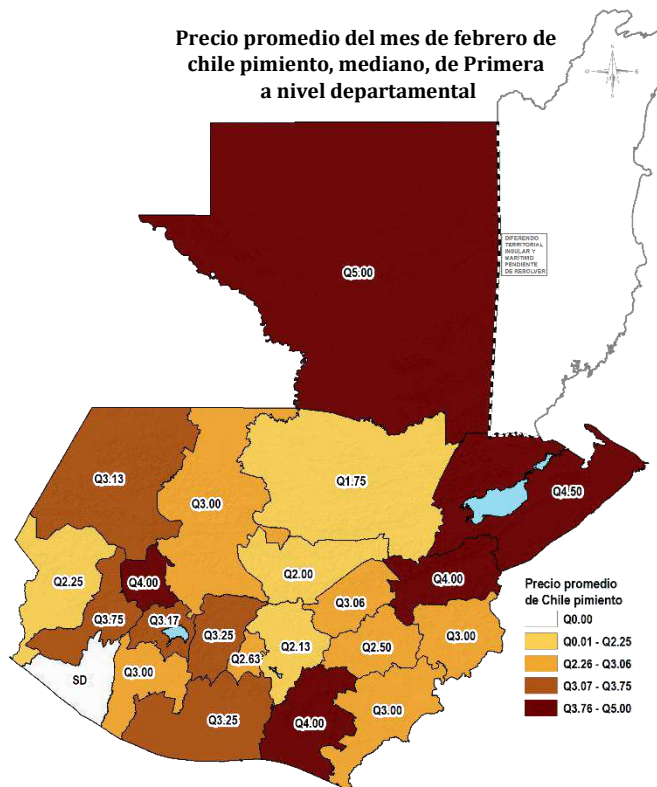 Precio promedio del mes de febrero de
chile pimiento, mediano, de Primera
a nivel departamental
DIFERENDO
TERRITORIAL
INSULAR Y
MARÍTIMO
PENDIENTE
DE RESOLVER
Q5.00
Q3.13
Q3.00
Q1.75
Q4.50
Q2.25
Q4.00
Q2.00
Q4.00
Q3.75
Q3.17
Q3.25
Q3.06
Q2.13
Q2.50
Q3.00
Q2.63
SD
Q3.00
Q3.25
Q4.00
Q3.00
Precio promedio
de Chile pimiento
Q0.00
Q0.01 - Q2.25
Q2.26 - Q3.06
Q3.07 - Q3.75
Q3.76 - Q5.00